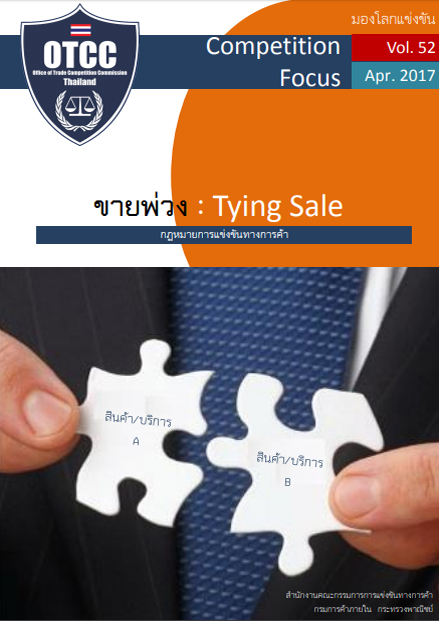 มองโลกแข่งขัน
Competition
Focus
Vol. 52
Apr. 2017
OTCC
Office of Trade Competition Commission
Thailand
ขายพ่วง : Tying Sale
กฎหมายการแข่งขันทางการค้า
สินค้า/บริการ
A
สินค้า/บริการ
B
สำนักงานคณะกรรมการการแข่งขันทางการค้า
กรมการค้าภายใน กระทรวงพาณิชย์